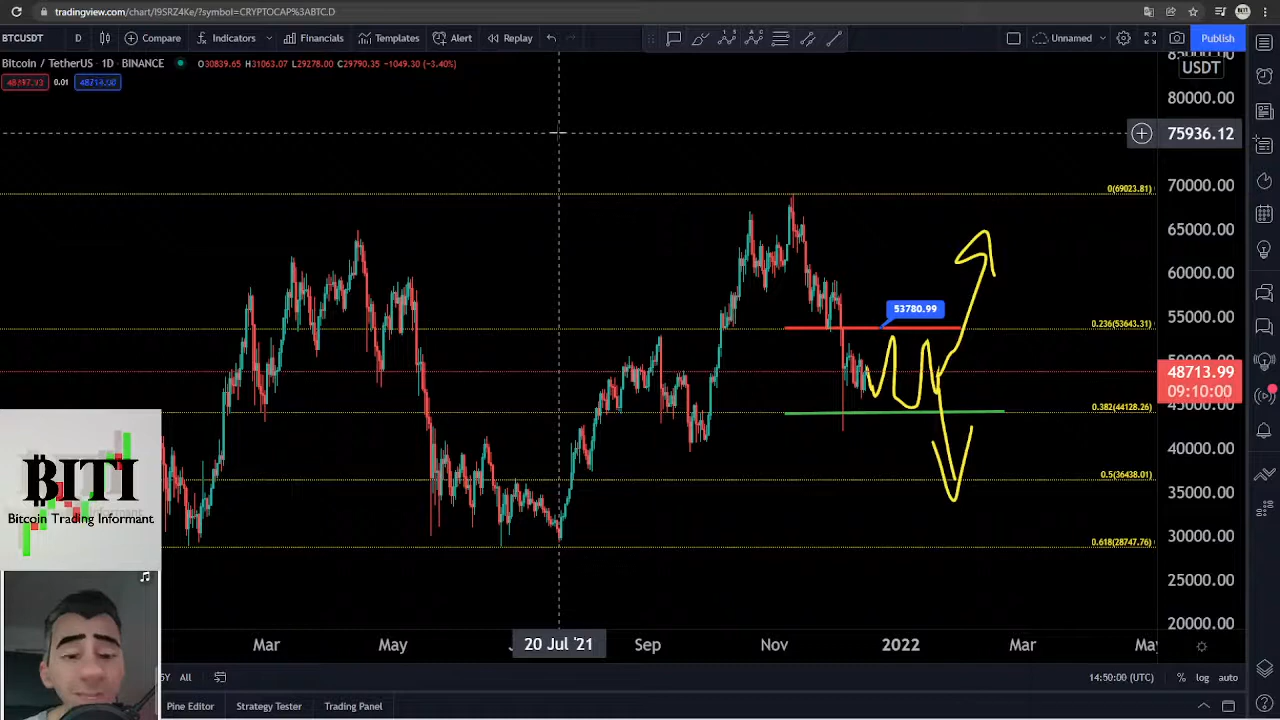 tradingview.com/chart/l9SRZ4Ke/?symbol=CRYPTOCAP%3ABTC.D
BTCUSDT D Compare Indicators Financials Templates Alert Replay Unnamed Publish
Bitcoin / TetherUS · 1D · BINANCE O30839.65 H31063.07 L29278.00 C29790.35 −1049.30 (−3.40%)
0.01
USDT
80000.00
75936.12
70000.00
0(69023.81)
65000.00
60000.00
53780.99
55000.00
0.236(53643.31)
48713.99
09:10:00
0.382(44128.26)
45000.00
40000.00
0.5(36438.01)
35000.00
30000.00
0.618(28747.76)
25000.00
20000.00
BITI
Bitcoin Trading Informant
Mar May 20 Jul '21 Sep Nov 2022 Mar
All 14:50:00 (UTC) % log auto
Pine Editor Strategy Tester Trading Panel